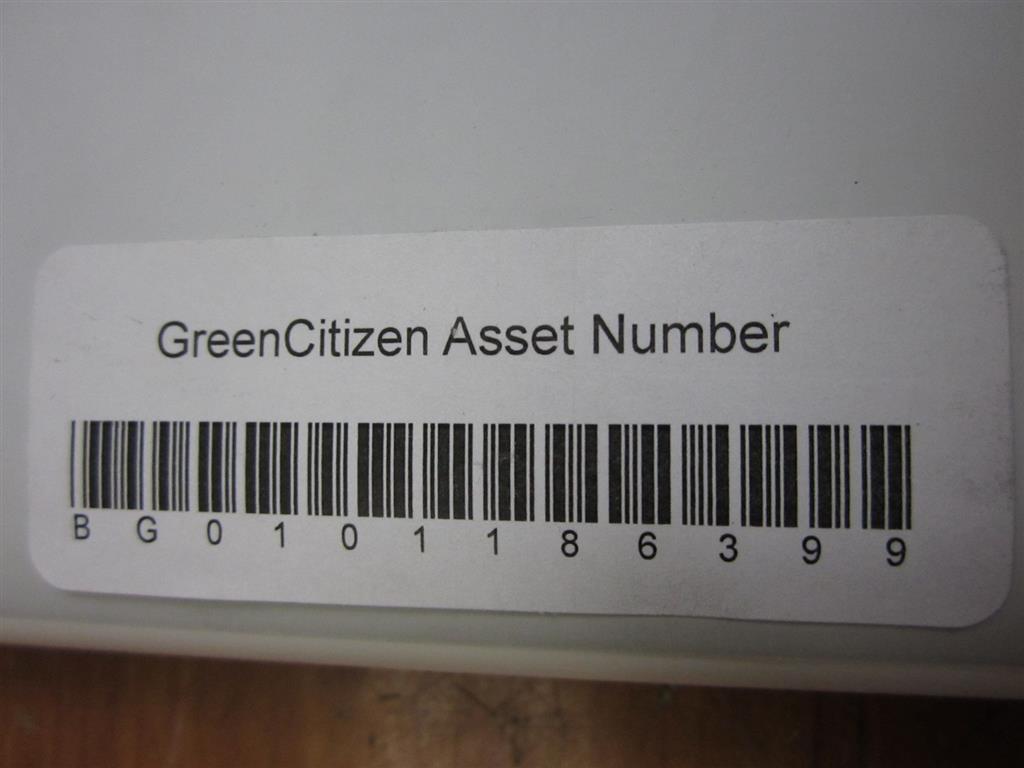 GreenCitizen Asset Number
B G 0 1 0 1 1 8 6 3 9 9